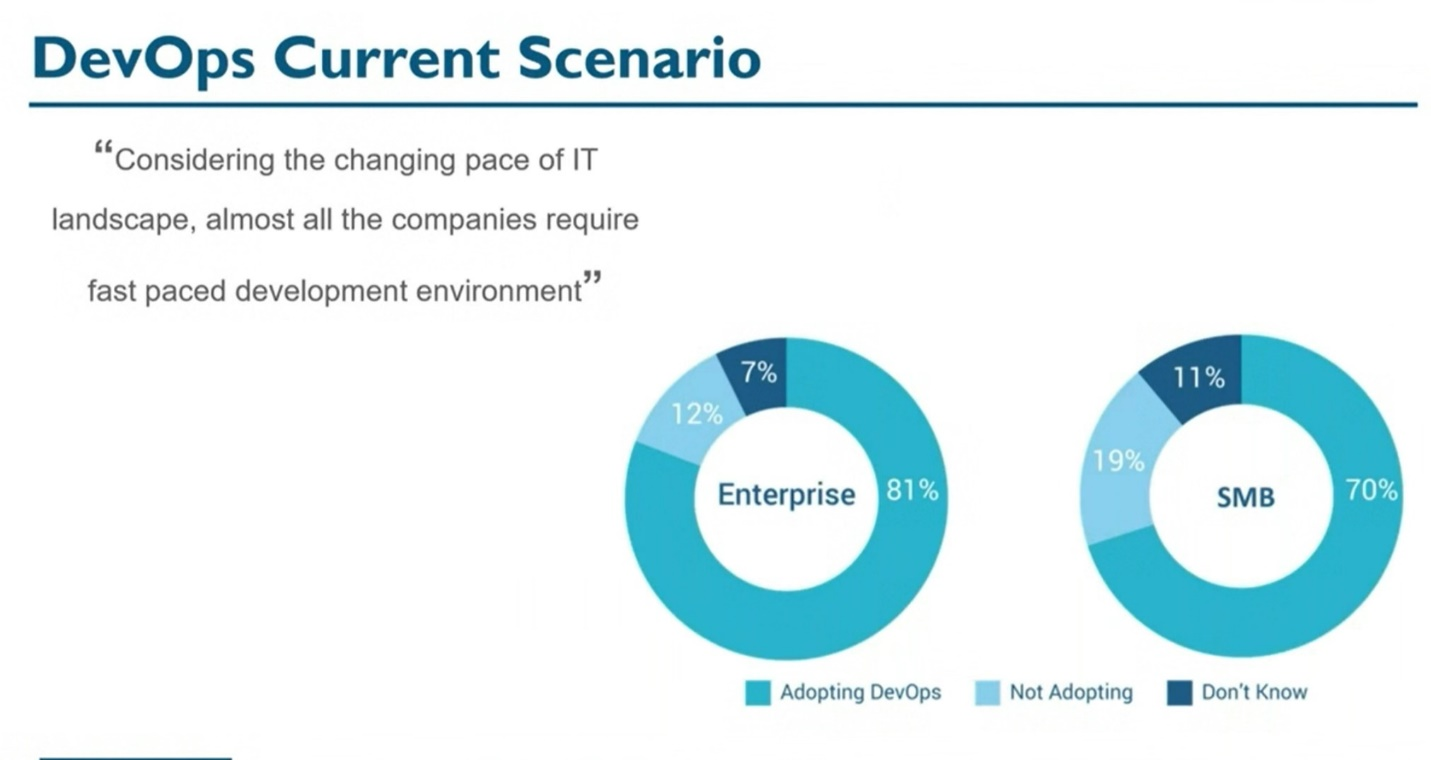 DevOps Current Scenario
“Considering the changing pace of IT
landscape, almost all the companies require
fast paced development environment”
7%
12%
Enterprise
81%
11%
19%
SMB
70%
Adopting DevOps
Not Adopting
Don't Know